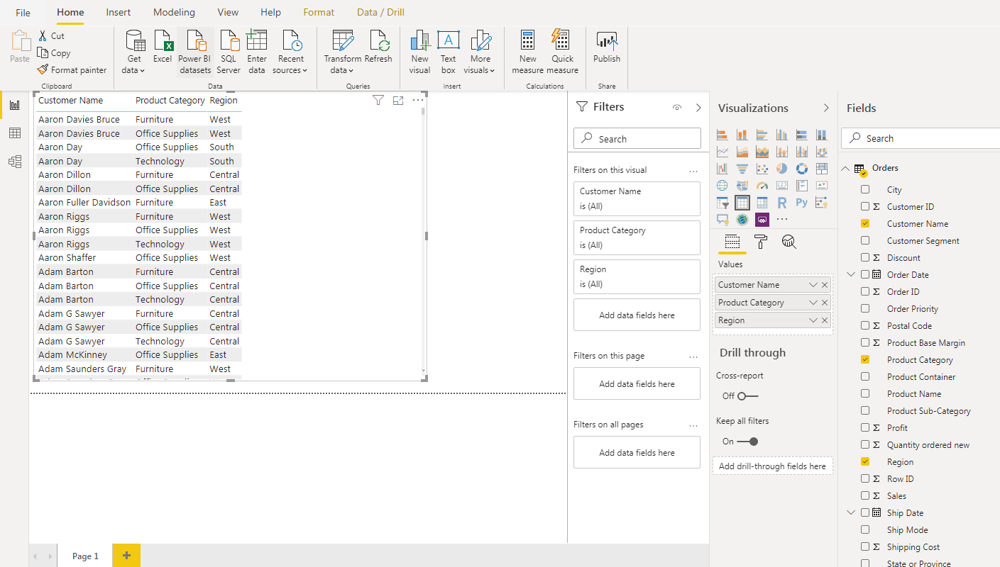 File Home Insert Modeling View Help Format Data / Drill
Paste
Cut
Copy
Format painter
Clipboard
Get data
Excel
Power BI datasets
SQL Server
Enter data
Recent sources
Data
Transform data
Refresh
Queries
New visual
Text box
More visuals
Insert
New measure
Quick measure
Calculations
Publish
Share
Customer Name Product Category Region
Aaron Davies Bruce Furniture West
Aaron Davies Bruce Office Supplies West
Aaron Day Office Supplies South
Aaron Day Technology South
Aaron Dillon Furniture Central
Aaron Dillon Office Supplies Central
Aaron Fuller Davidson Furniture East
Aaron Riggs Furniture West
Aaron Riggs Office Supplies West
Aaron Riggs Technology West
Aaron Shaffer Office Supplies West
Adam Barton Furniture Central
Adam Barton Office Supplies Central
Adam Barton Technology Central
Adam G Sawyer Furniture Central
Adam G Sawyer Office Supplies Central
Adam G Sawyer Technology Central
Adam McKinney Office Supplies East
Adam Saunders Gray Furniture West
Page 1
Filters
Search
Filters on this visual
Customer Name
is (All)
Product Category
is (All)
Region
is (All)
Add data fields here
Filters on this page
Add data fields here
Filters on all pages
Add data fields here
Visualizations
R Py
123
Values
Customer Name
Product Category
Region
Drill through
Cross-report
Off
Keep all filters
On
Add drill-through fields here
Fields
Search
Orders
City
Σ Customer ID
Customer Name
Customer Segment
Σ Discount
Order Date
Σ Order ID
Order Priority
Σ Postal Code
Σ Product Base Margin
Product Category
Product Container
Product Name
Product Sub-Category
Σ Profit
Σ Quantity ordered new
Region
Σ Row ID
Σ Sales
Ship Date
Ship Mode
Σ Shipping Cost
State or Province